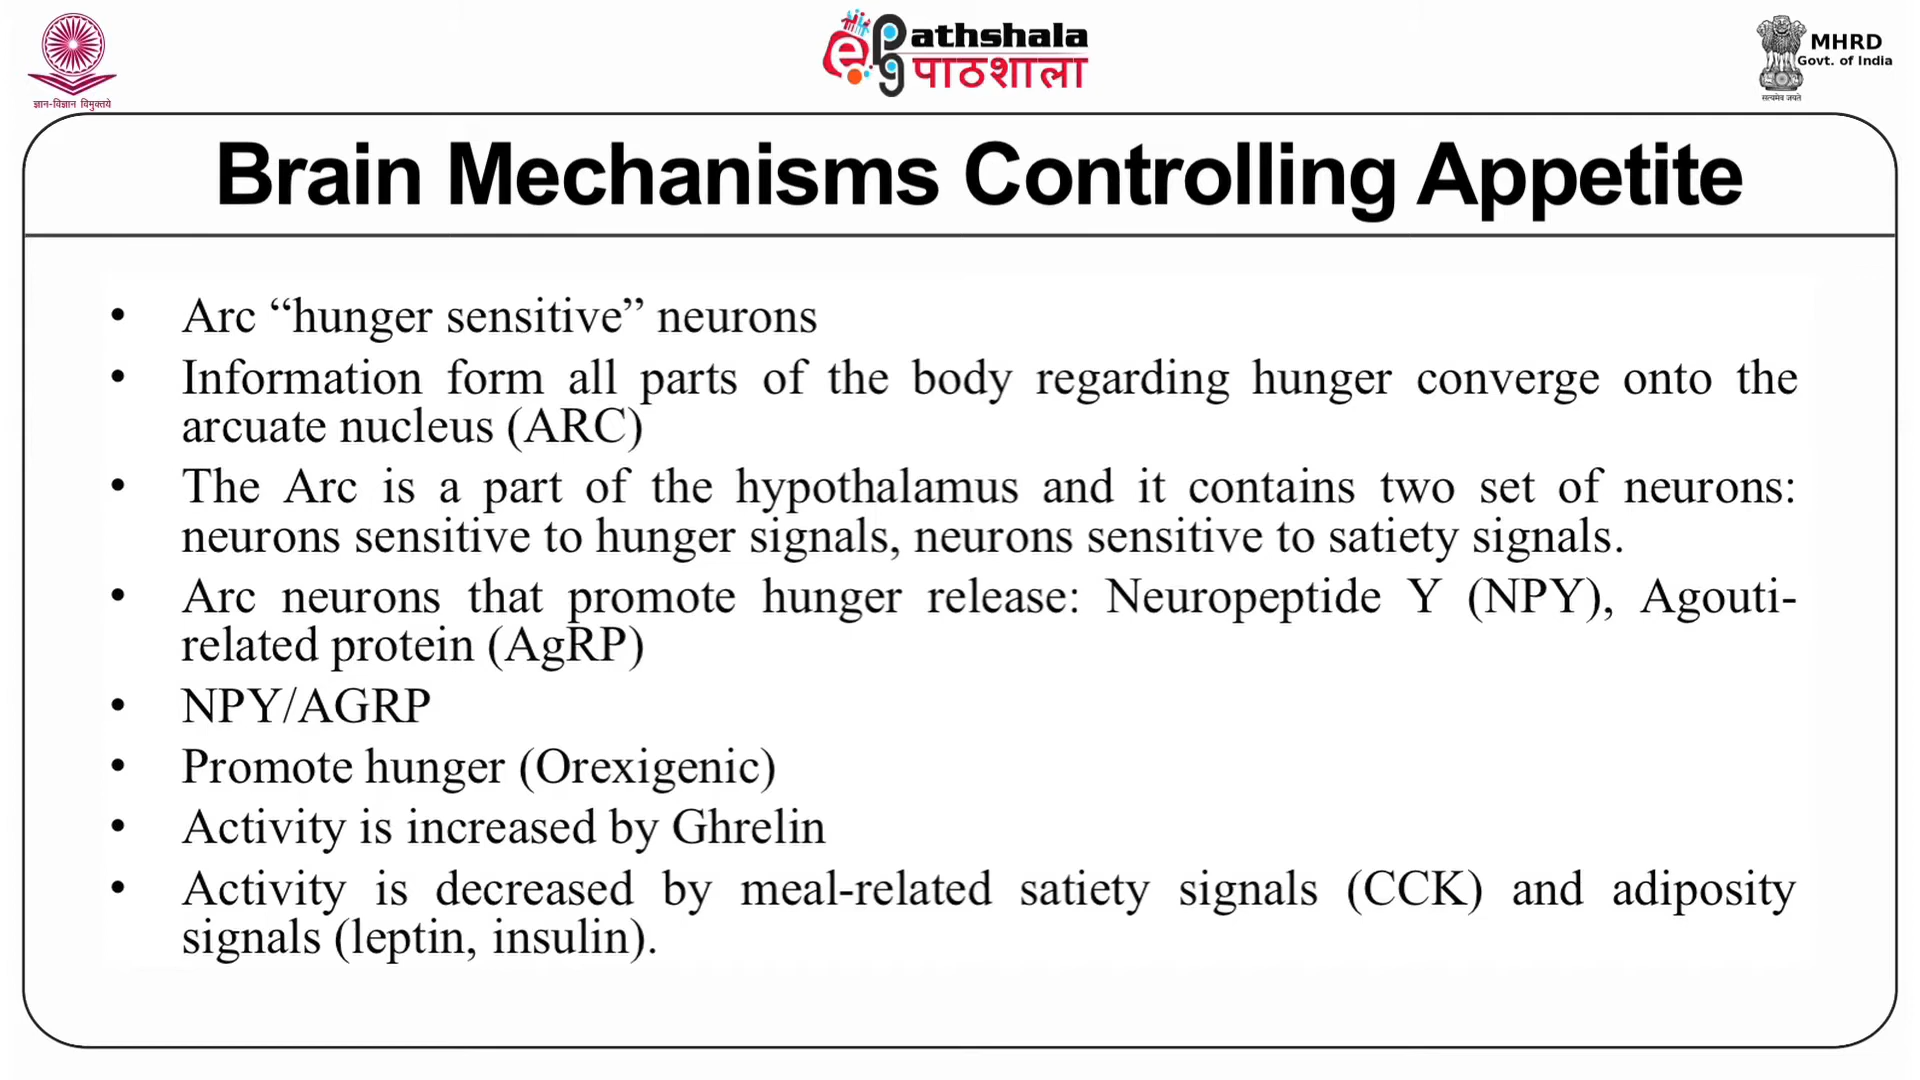 ज्ञान-विज्ञान विमुक्तये
ePG
athshala
पाठशाला
MHRD
Govt. of India
सत्यमेव जयते
Brain Mechanisms Controlling Appetite
• Arc “hunger sensitive” neurons
• Information form all parts of the body regarding hunger converge onto the
arcuate nucleus (ARC)
• The Arc is a part of the hypothalamus and it contains two set of neurons:
neurons sensitive to hunger signals, neurons sensitive to satiety signals.
• Arc neurons that promote hunger release: Neuropeptide Y (NPY), Agouti-
related protein (AgRP)
• NPY/AGRP
• Promote hunger (Orexigenic)
• Activity is increased by Ghrelin
• Activity is decreased by meal-related satiety signals (CCK) and adiposity
signals (leptin, insulin).